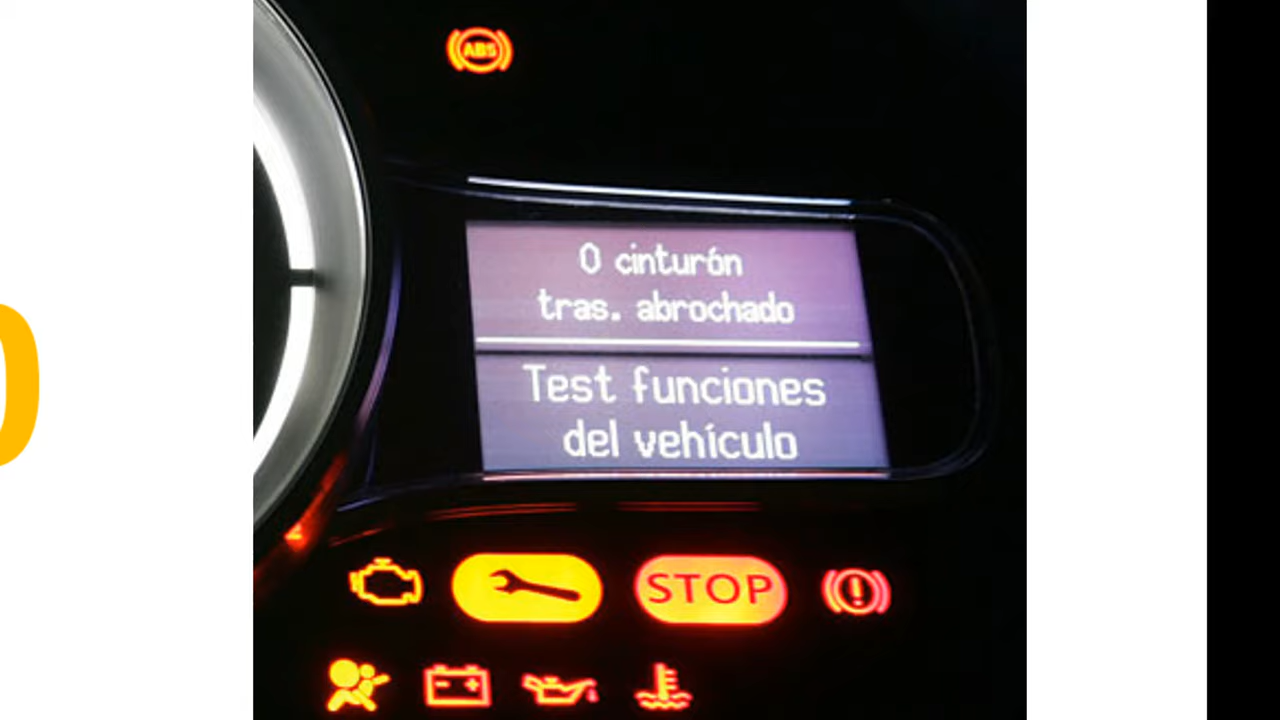 ABS
0 cinturón
tras. abrochado
Test funciones
del vehículo
STOP